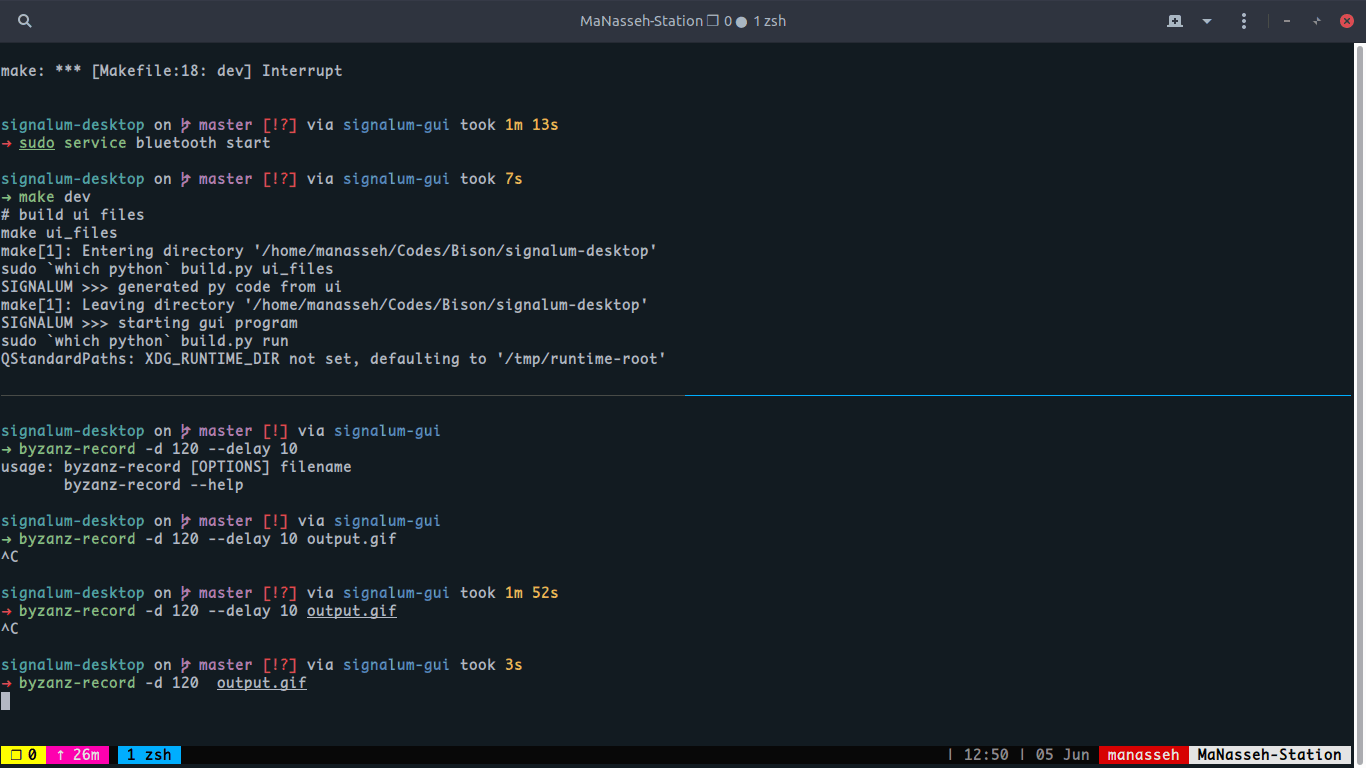 MaNasseh-Station ❐ 0 ● 1 zsh
make: *** [Makefile:18: dev] Interrupt
signalum-desktop on master [!?] via signalum-gui took 1m 13s
➜ sudo service bluetooth start
signalum-desktop on master [!?] via signalum-gui took 7s
➜ make dev
# build ui files
make ui_files
make[1]: Entering directory '/home/manasseh/Codes/Bison/signalum-desktop'
sudo `which python` build.py ui_files
SIGNALUM >>> generated py code from ui
make[1]: Leaving directory '/home/manasseh/Codes/Bison/signalum-desktop'
SIGNALUM >>> starting gui program
sudo `which python` build.py run
QStandardPaths: XDG_RUNTIME_DIR not set, defaulting to '/tmp/runtime-root'
signalum-desktop on master [!] via signalum-gui
➜ byzanz-record -d 120 --delay 10
usage: byzanz-record [OPTIONS] filename
       byzanz-record --help
signalum-desktop on master [!] via signalum-gui
➜ byzanz-record -d 120 --delay 10 output.gif
^C
signalum-desktop on master [!?] via signalum-gui took 1m 52s
➜ byzanz-record -d 120 --delay 10 output.gif
^C
signalum-desktop on master [!?] via signalum-gui took 3s
➜ byzanz-record -d 120  output.gif
❐ 0 ↑ 26m 1 zsh | 12:50 | 05 Jun manasseh MaNasseh-Station